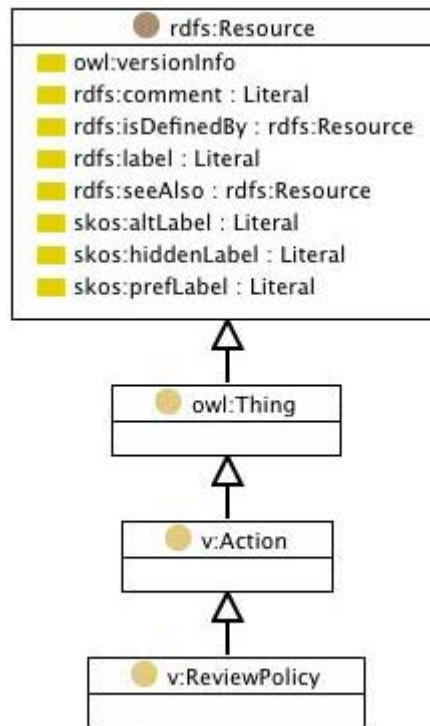 rdfs:Resource
owl:versionInfo
rdfs:comment : Literal
rdfs:isDefinedBy : rdfs:Resource
rdfs:label : Literal
rdfs:seeAlso : rdfs:Resource
skos:altLabel : Literal
skos:hiddenLabel : Literal
skos:prefLabel : Literal
owl:Thing
v:Action
v:ReviewPolicy